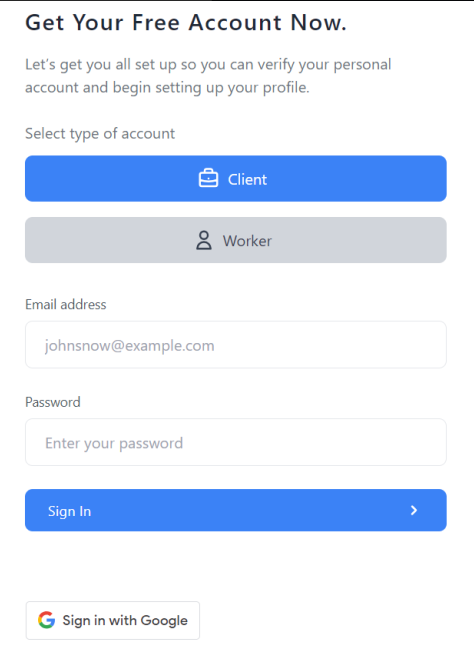 Get Your Free Account Now.
Let's get you all set up so you can verify your personal
account and begin setting up your profile.
Select type of account
Client
Worker
Email address
johnsnow@example.com
Password
Enter your password
Sign In
Sign in with Google